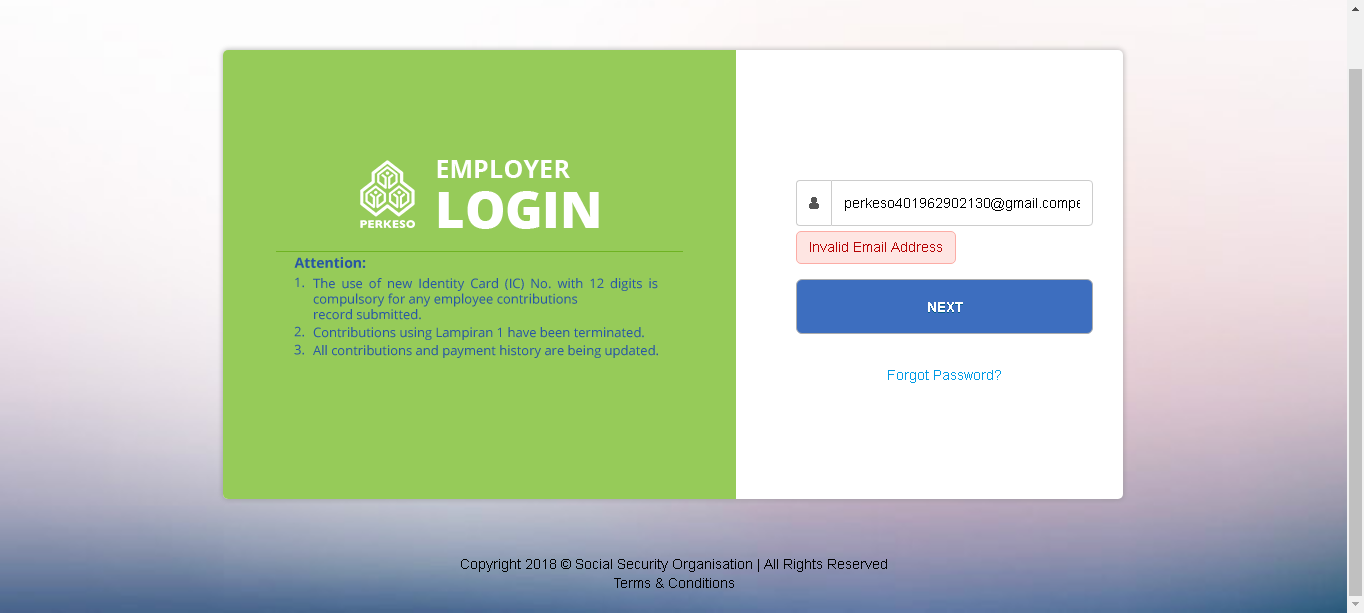 EMPLOYER
LOGIN
PERKESO
Attention:
1. The use of new Identity Card (IC) No. with 12 digits is
compulsory for any employee contributions
record submitted.
2. Contributions using Lampiran 1 have been terminated.
3. All contributions and payment history are being updated.
perkeso401962902130@gmail.compe
Invalid Email Address
NEXT
Forgot Password?
Copyright 2018 © Social Security Organisation | All Rights Reserved
Terms & Conditions